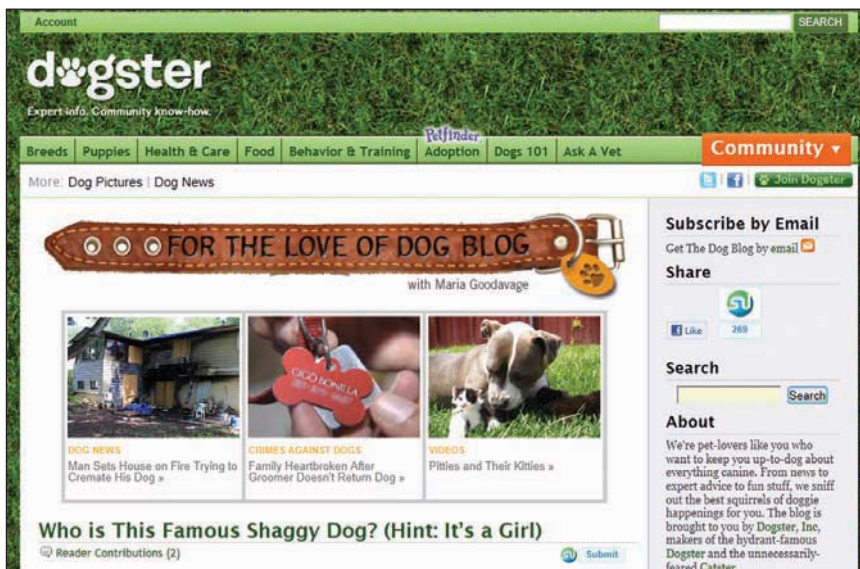 Account
SEARCH
dogster
Expert info. Community know-how.
Petfinder
Breeds Puppies Health & Care Food Behavior & Training Adoption Dogs 101 Ask A Vet
Community
More: Dog Pictures | Dog News
Join Dogster
FOR THE LOVE OF DOG BLOG
with Maria Goodavage
CIGO BONILLA
DOG NEWS
Man Sets House on Fire Trying to
Cremate His Dog »
CRIMES AGAINST DOGS
Family Heartbroken After
Groomer Doesn't Return Dog »
VIDEOS
Pitties and Their Kitties »
Who is This Famous Shaggy Dog? (Hint: It's a Girl)
Reader Contributions (2)
Submit
Subscribe by Email
Get The Dog Blog by email
Share
Like
269
Search
Search
About
We're pet-lovers like you who
want to keep you up-to-dog about
everything canine. From news to
expert advice to fun stuff, we sniff
out the best squirrels of doggie
happenings for you. The blog is
brought to you by Dogster, Inc,
makers of the hydrant-famous
Dogster and the unnecessarily-
feared Catster